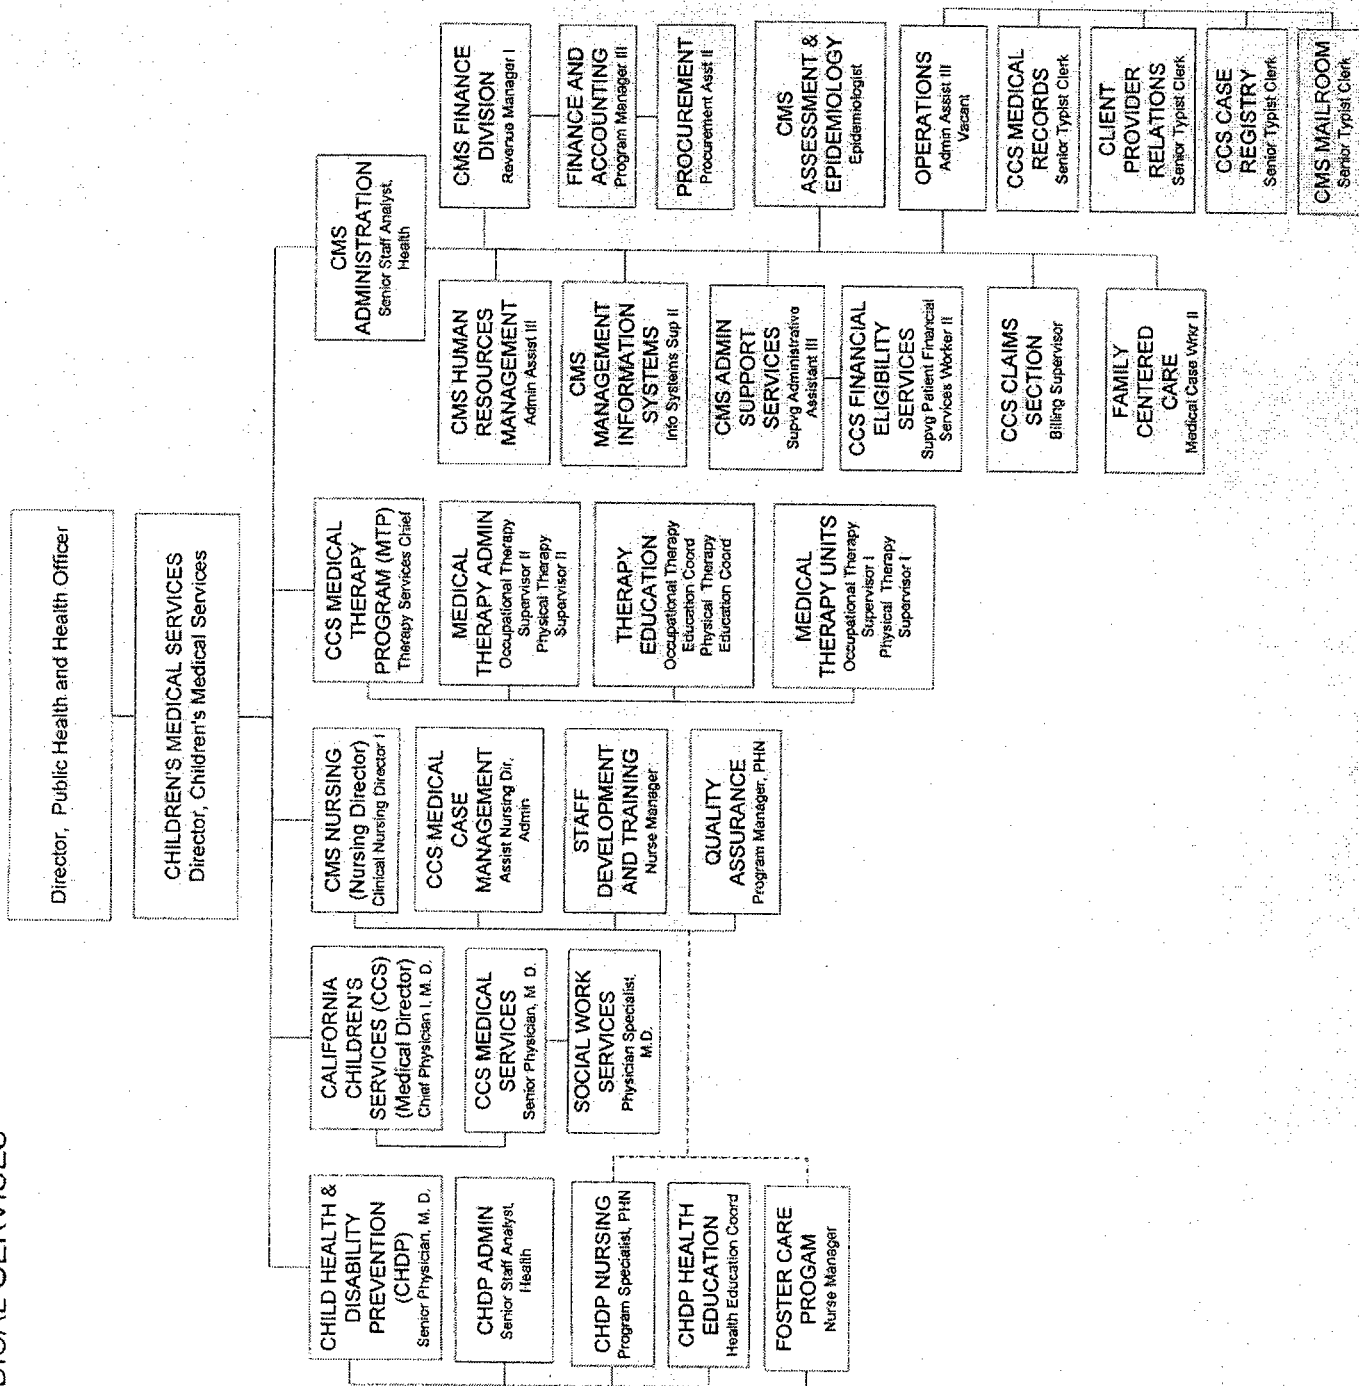 DICAL SERVICES
Director, Public Health and Health Officer
CHILDREN'S MEDICAL SERVICES
Director, Children's Medical Services
CHILD HEALTH &
DISABILITY
PREVENTION
(CHDP)
Senior Physician, M. D.
CHDP ADMIN
Senior Staff Analyst,
Health
CHDP NURSING
Program Specialist, PHN
CHDP HEALTH
EDUCATION
Health Education Coord
FOSTER CARE
PROGAM
Nurse Manager
CALIFORNIA
CHILDREN'S
SERVICES (CCS)
(Medical Director)
Chief Physician I, M. D.
CCS MEDICAL
SERVICES
Senior Physician, M. D.
SOCIAL WORK
SERVICES
Physician Specialist,
M.D.
CMS NURSING
(Nursing Director)
Clinical Nursing Director I
CCS MEDICAL
CASE
MANAGEMENT
Assist Nursing Dir,
Admin
STAFF
DEVELOPMENT
AND TRAINING
Nurse Manager
QUALITY
ASSURANCE
Program Manager, PHN
CCS MEDICAL
THERAPY
PROGRAM (MTP)
Therapy Services Chief
MEDICAL
THERAPY ADMIN
Occupational Therapy
Supervisor II
Physical Therapy
Supervisor II
THERAPY
EDUCATION
Occupational Therapy
Education Coord
Physical Therapy
Education Coord
MEDICAL
THERAPY UNITS
Occupational Therapy
Supervisor I
Physical Therapy
Supervisor I
CMS
ADMINISTRATION
Senior Staff Analyst,
Health
CMS HUMAN
RESOURCES
MANAGEMENT
Admin Assist III
CMS
MANAGEMENT
INFORMATION
SYSTEMS
Info Systems Sup II
CMS ADMIN
SUPPORT
SERVICES
Supvg Administrative
Assistant III
CCS FINANCIAL
ELIGIBILITY
SERVICES
Supvg Patient Financial
Services Worker II
CCS CLAIMS
SECTION
Billing Supervisor
FAMILY
CENTERED
CARE
Medical Case Wrkr II
CMS FINANCE
DIVISION
Revenue Manager I
FINANCE AND
ACCOUNTING
Program Manager III
PROCUREMENT
Procurement Asst II
CMS
ASSESSMENT &
EPIDEMIOLOGY
Epidemiologist
OPERATIONS
Admin Assist III
Vacant
CCS MEDICAL
RECORDS
Senior Typist Clerk
CLIENT
PROVIDER
RELATIONS
Senior Typist Clerk
CCS CASE
REGISTRY
Senior Typist Clerk
CMS MAILROOM
Senior Typist Clerk